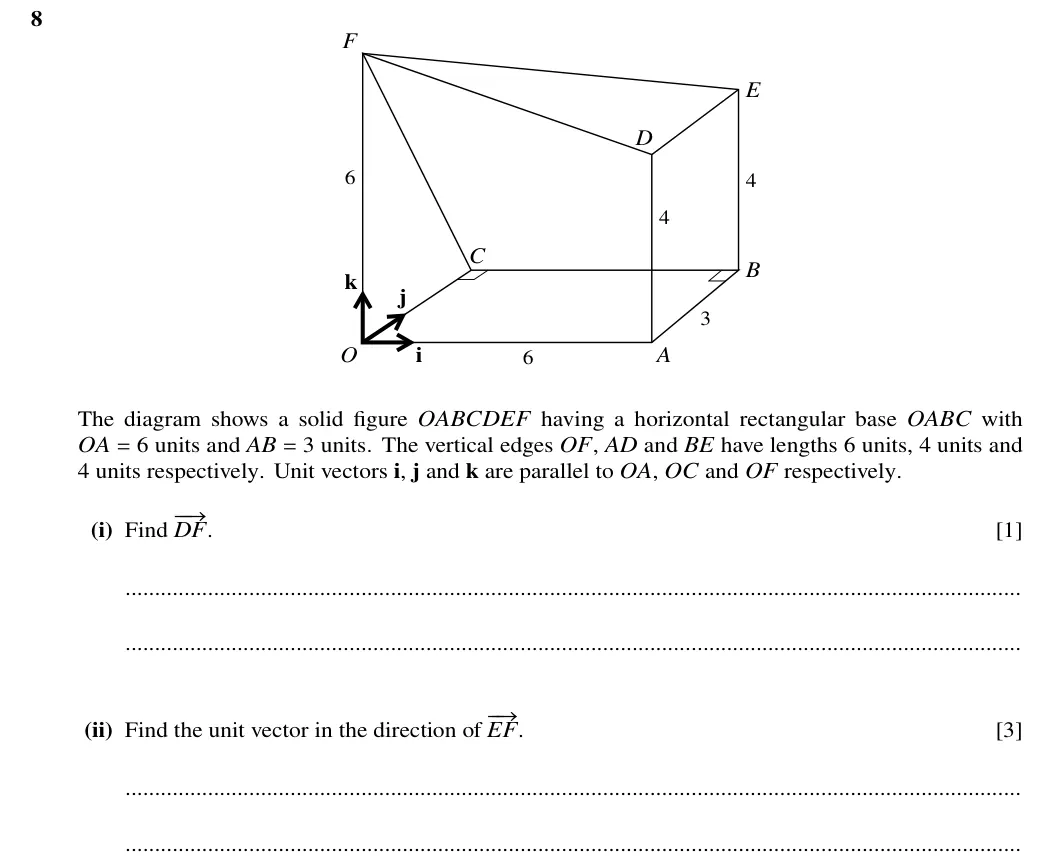 8
F
E
D
6
4
4
C
k
j
B
3
O
i
6
A
The diagram shows a solid figure OABCDEF having a horizontal rectangular base OABC with
OA = 6 units and AB = 3 units. The vertical edges OF, AD and BE have lengths 6 units, 4 units and
4 units respectively. Unit vectors i, j and k are parallel to OA, OC and OF respectively.
(i) Find \overrightarrow{DF}. [1]
................................................................................
................................................................................
(ii) Find the unit vector in the direction of \overrightarrow{EF}. [3]
................................................................................
................................................................................